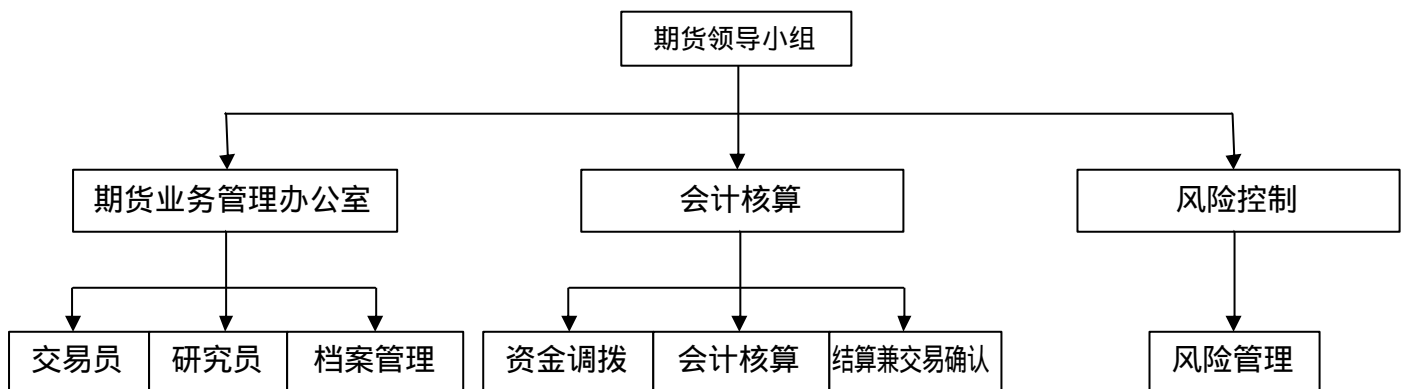 期货领导小组
期货业务管理办公室
会计核算
风险控制
交易员
研究员
档案管理
资金调拨
会计核算
结算兼交易确认
风险管理